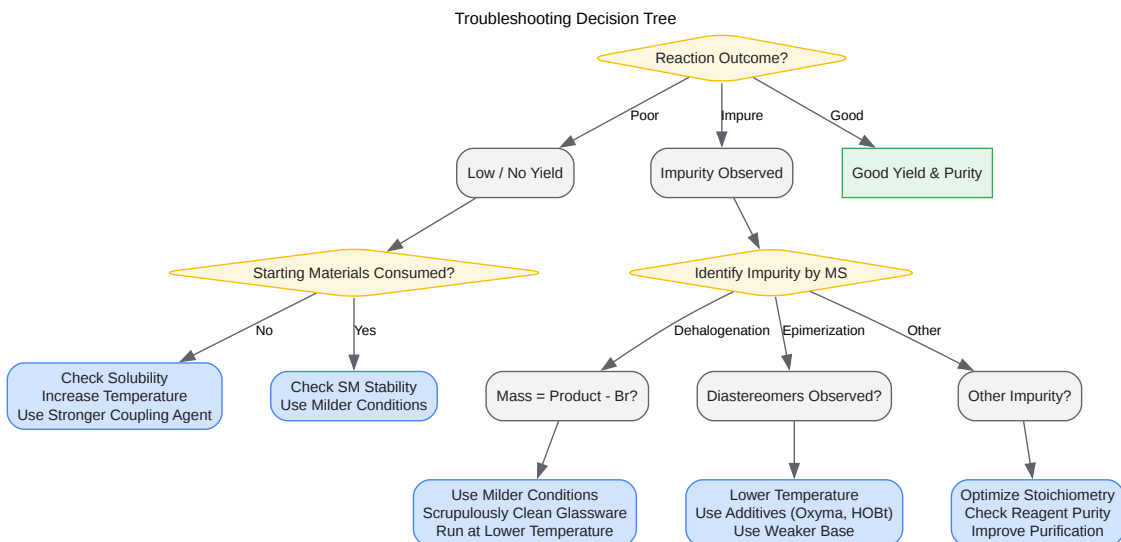 Troubleshooting Decision Tree
Reaction Outcome?
Poor
Impure
Good
Low / No Yield
Impurity Observed
Good Yield & Purity
Starting Materials Consumed?
Identify Impurity by MS
No
Yes
Dehalogenation
Epimerization
Other
Check Solubility
Increase Temperature
Use Stronger Coupling Agent
Check SM Stability
Use Milder Conditions
Mass = Product - Br?
Diastereomers Observed?
Other Impurity?
Use Milder Conditions
Scrupulously Clean Glassware
Run at Lower Temperature
Lower Temperature
Use Additives (Oxyma, HOBt)
Use Weaker Base
Optimize Stoichiometry
Check Reagent Purity
Improve Purification